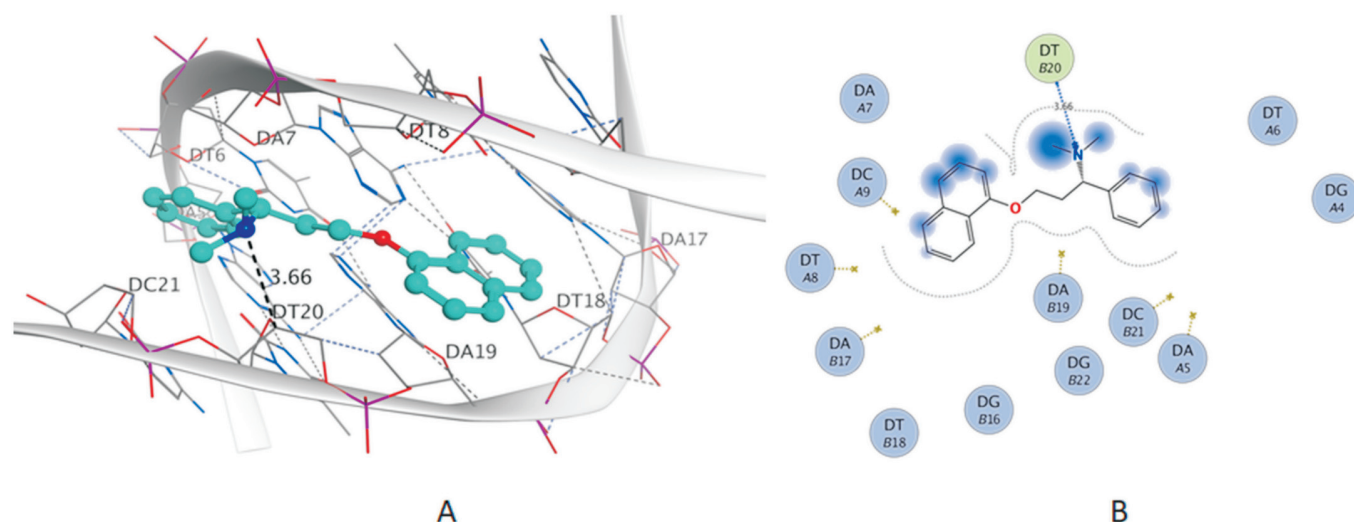 DA7
DT8
DT6
DA5
DA17
3.66
DC21
DT20
DT18
DA19
A
DT
B20
DA
A7
3.66
DT
A6
DC
A9
N
DG
A4
O
DT
A8
DA
B19
DC
B21
DA
B17
DA
A5
DG
B22
DG
B16
DT
B18
B